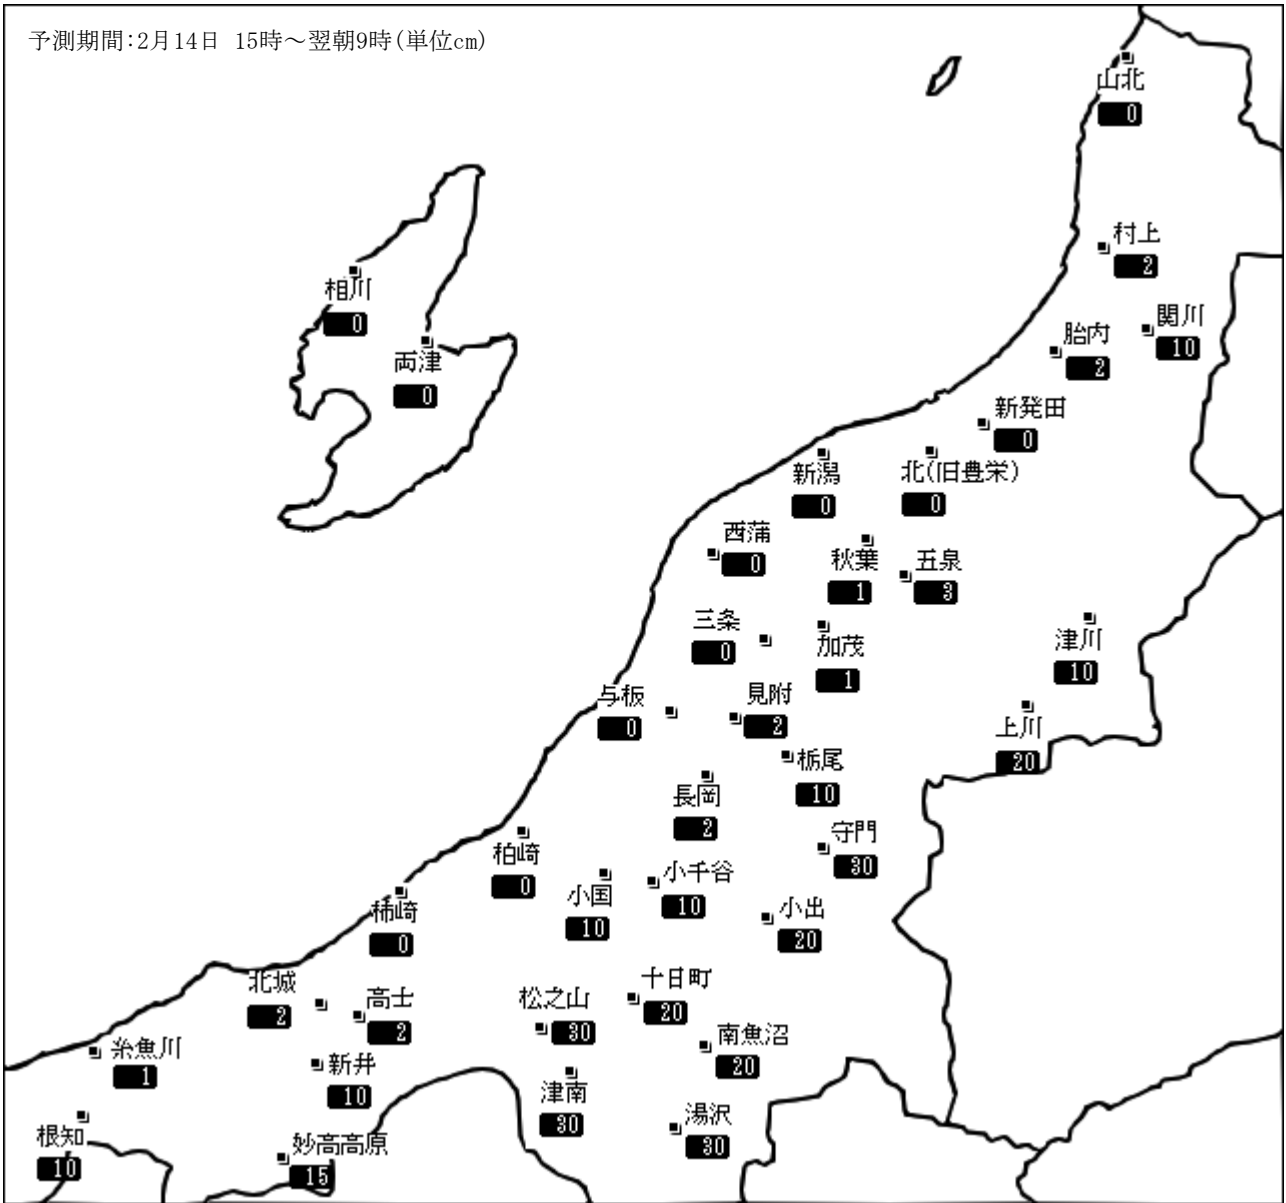 予測期間:2月14日 15時～翌朝9時(単位cm)
山北
0
村上
2
相川
0
関川
10
胎内
2
両津
0
新発田
0
新潟
0
北(旧豊栄)
0
西蒲
0
秋葉
1
五泉
3
三条
0
加茂
1
津川
10
与板
0
見附
2
上川
20
栃尾
10
長岡
2
守門
30
柏崎
0
小国
10
小千谷
10
小出
20
柿崎
0
北城
2
高士
2
松之山
30
十日町
20
南魚沼
20
糸魚川
1
新井
10
津南
30
湯沢
30
根知
10
妙高高原
15